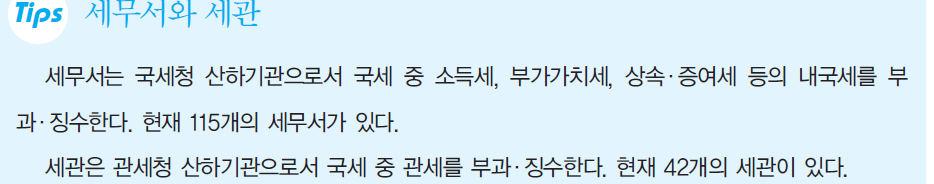 Tips 세무서와 세관
세무서는 국세청 산하기관으로서 국세 중 소득세, 부가가치세, 상속·증여세 등의 내국세를 부
과·징수한다. 현재 115개의 세무서가 있다.
세관은 관세청 산하기관으로서 국세 중 관세를 부과·징수한다. 현재 42개의 세관이 있다.